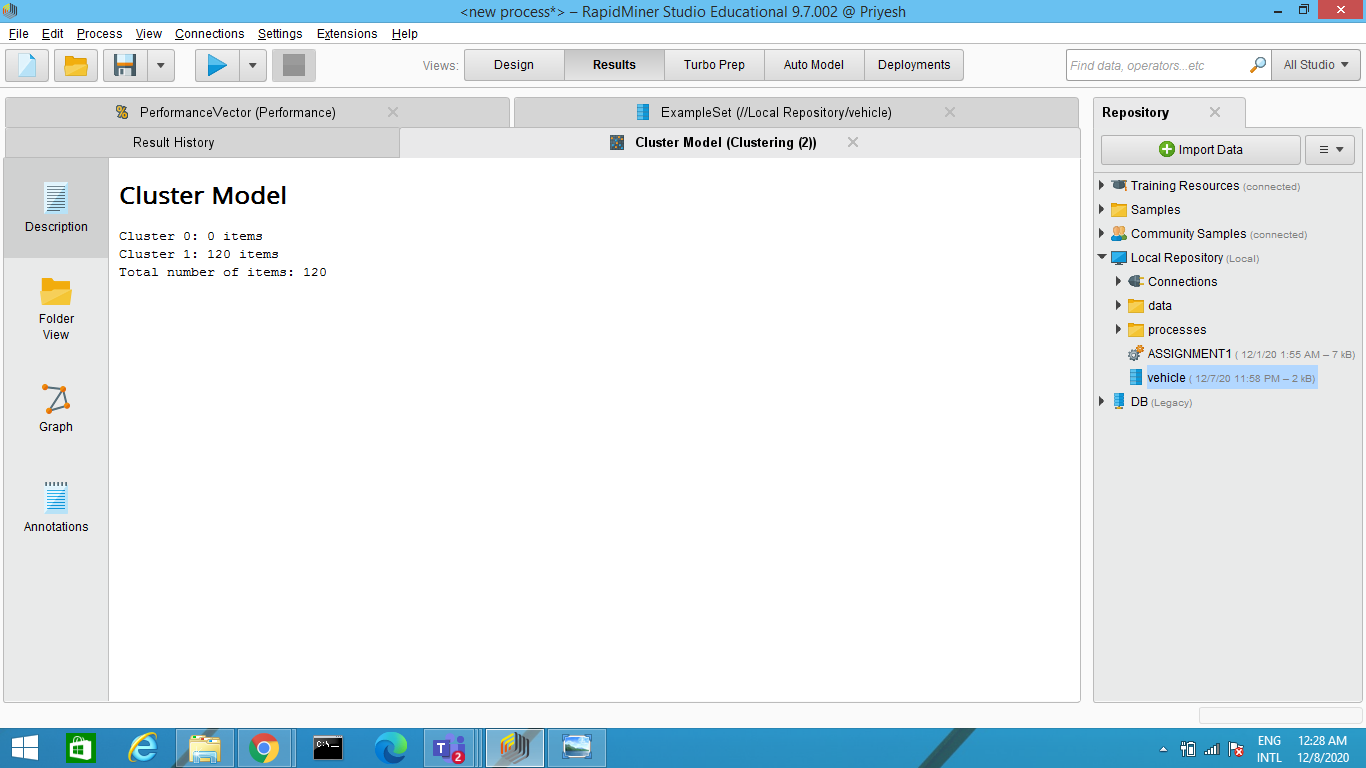 <new process*> – RapidMiner Studio Educational 9.7.002 @ Priyesh
File Edit Process View Connections Settings Extensions Help
Views: Design Results Turbo Prep Auto Model Deployments Find data, operators...etc All Studio
PerformanceVector (Performance) ExampleSet (//Local Repository/vehicle)
Result History Cluster Model (Clustering (2))
Description
Folder
View
Graph
Annotations
Cluster Model
Cluster 0: 0 items
Cluster 1: 120 items
Total number of items: 120
Repository
Import Data
Training Resources (connected)
Samples
Community Samples (connected)
Local Repository (Local)
Connections
data
processes
ASSIGNMENT1 ( 12/1/20 1:55 AM – 7 kB)
vehicle ( 12/7/20 11:58 PM – 2 kB)
DB (Legacy)
C:\_
T 2
ENG 12:28 AM
INTL 12/8/2020